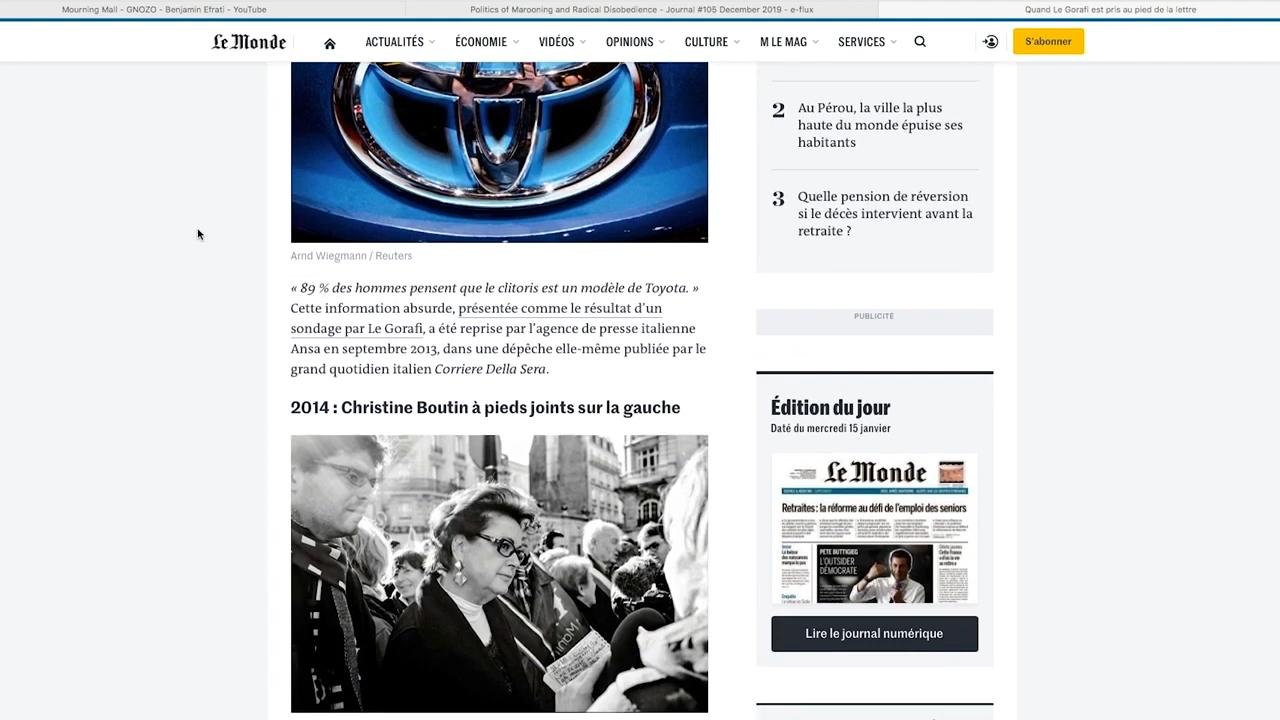 Mourning Mail - GNOZO - Benjamin Efrati - YouTube
Politics of Marooning and Radical Disobedience - Journal #105 December 2019 - e-flux
Quand Le Gorafi est pris au pied de la lettre
Le Monde
ACTUALITÉS
ÉCONOMIE
VIDÉOS
OPINIONS
CULTURE
M LE MAG
SERVICES
S'abonner
Arnd Wiegmann / Reuters
« 89 % des hommes pensent que le clitoris est un modèle de Toyota. »
Cette information absurde, présentée comme le résultat d'un
sondage par Le Gorafi, a été reprise par l'agence de presse italienne
Ansa en septembre 2013, dans une dépêche elle-même publiée par le
grand quotidien italien Corriere Della Sera.
2014 : Christine Boutin à pieds joints sur la gauche
2 Au Pérou, la ville la plus
haute du monde épuise ses
habitants
3 Quelle pension de réversion
si le décès intervient avant la
retraite ?
PUBLICITÉ
Édition du jour
Daté du mercredi 15 janvier
Le Monde
Retraites : la réforme au défi de l'emploi des seniors
PETE BUTTIGIEG
L'OUTSIDER
DÉMOCRATE
Lire le journal numérique